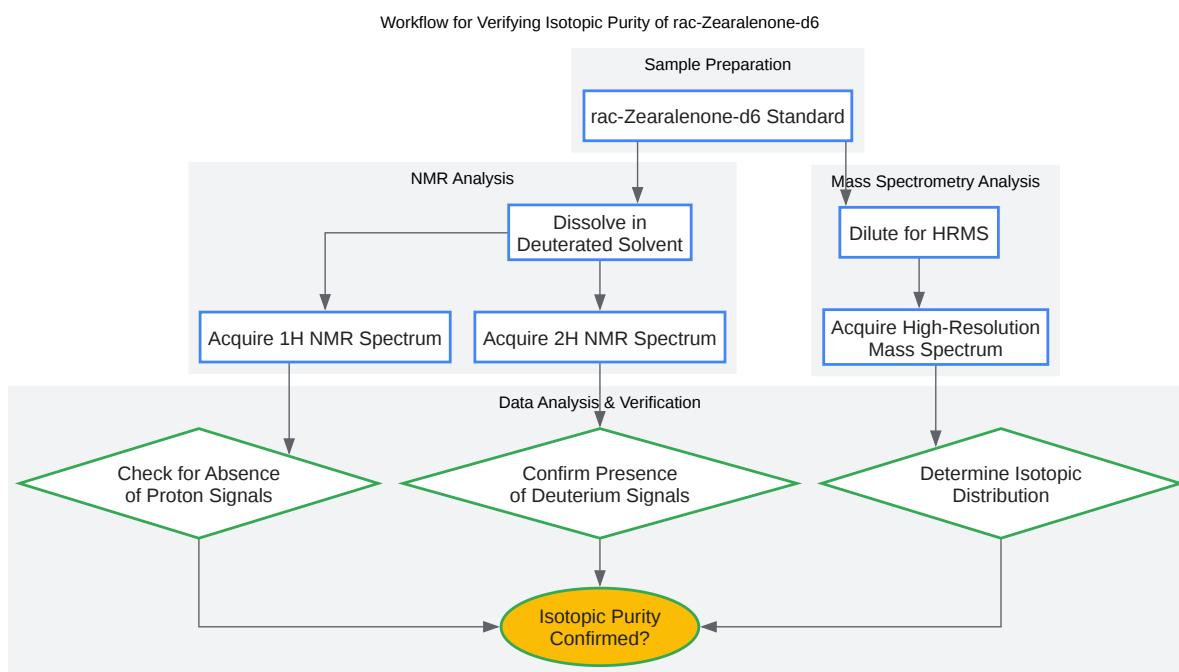 Workflow for Verifying Isotopic Purity of rac-Zearalenone-d6
Sample Preparation
rac-Zearalenone-d6 Standard
NMR Analysis
Mass Spectrometry Analysis
Dissolve in
Deuterated Solvent
Dilute for HRMS
Acquire 1H NMR Spectrum
Acquire 2H NMR Spectrum
Acquire High-Resolution
Mass Spectrum
Data Analysis & Verification
Check for Absence
of Proton Signals
Confirm Presence
of Deuterium Signals
Determine Isotopic
Distribution
Isotopic Purity
Confirmed?